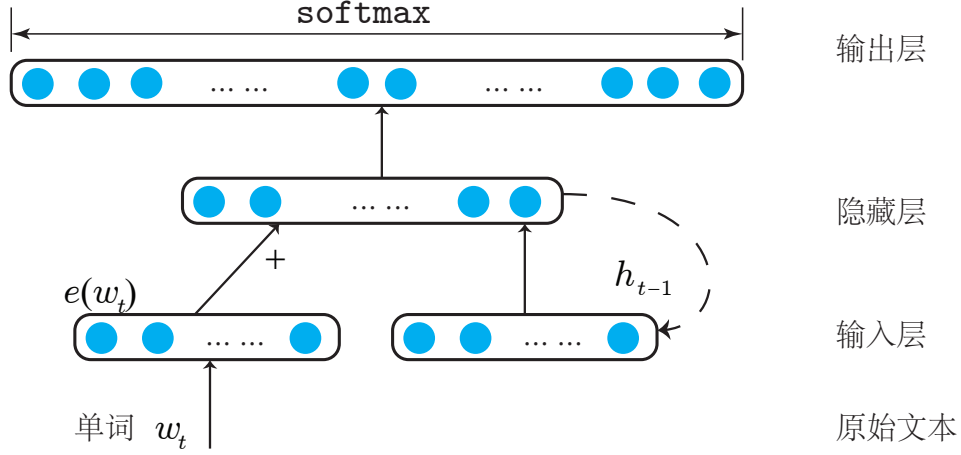 softmax
输出层
... ...
... ...
隐藏层
... ...
+
e(w_t)
h_{t-1}
输入层
... ...
... ...
单词 w_t
原始文本